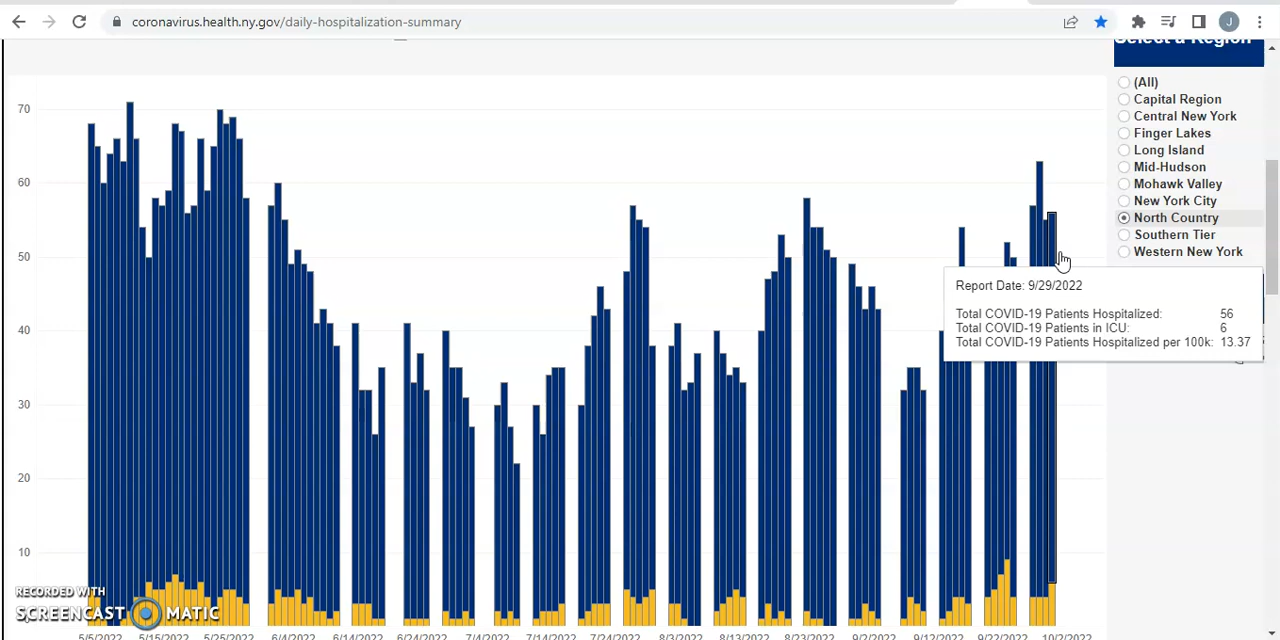 coronavirus.health.ny.gov/daily-hospitalization-summary
J
Select a Region
(All)
Capital Region
Central New York
Finger Lakes
Long Island
Mid-Hudson
Mohawk Valley
New York City
North Country
Southern Tier
Western New York
70
60
50
40
30
20
10
Report Date: 9/29/2022
Total COVID-19 Patients Hospitalized: 56
Total COVID-19 Patients in ICU: 6
Total COVID-19 Patients Hospitalized per 100k: 13.37
RECORDED WITH
SCREENCAST MATIC
5/5/2022 5/15/2022 5/25/2022 6/4/2022 6/14/2022 6/24/2022 7/4/2022 7/14/2022 7/24/2022 8/3/2022 8/13/2022 8/23/2022 9/2/2022 9/12/2022 9/22/2022 10/2/2022